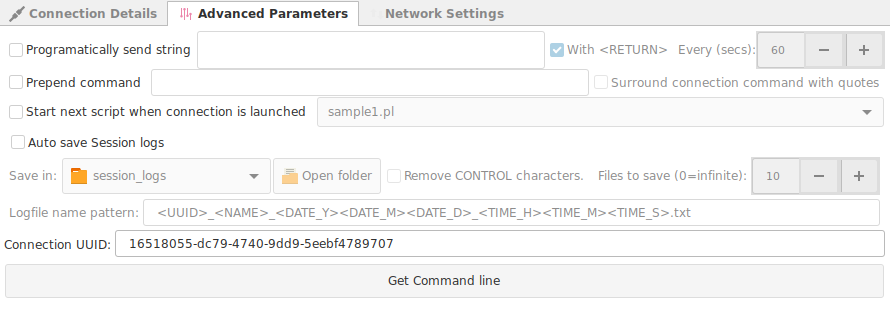 Connection Details Advanced Parameters Network Settings
Programatically send string With <RETURN> Every (secs): 60
Prepend command Surround connection command with quotes
Start next script when connection is launched sample1.pl
Auto save Session logs
Save in: session_logs Open folder Remove CONTROL characters. Files to save (0=infinite): 10
Logfile name pattern: <UUID>_<NAME>_<DATE_Y><DATE_M><DATE_D>_<TIME_H><TIME_M><TIME_S>.txt
Connection UUID: 16518055-dc79-4740-9dd9-5eebf4789707
Get Command line